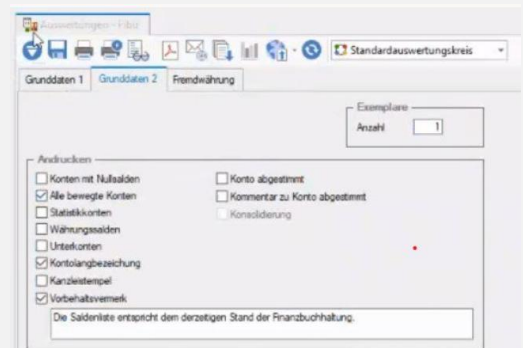 Auswertungen - Fibu
Standardauswertungskreis
Grunddaten 1 Grunddaten 2 Fremdwährung
Exemplare
Anzahl 1
Andrucken
Konten mit Nullsalden Konto abgestimmt
Alle bewegte Konten Kommentar zu Konto abgestimmt
Statistikkonten Konsolidierung
Währungssalden
Unterkonten
Kontolangbezeichung
Kanzleistempel
Vorbehaltsvermerk
Die Saldenliste entspricht dem derzeitigen Stand der Finanzbuchhaltung.